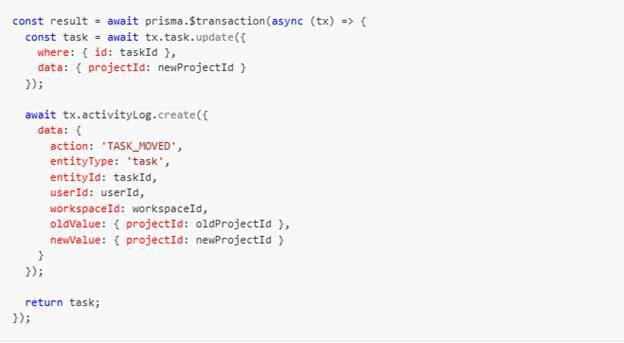 const result = await prisma.$transaction(async (tx) => {
  const task = await tx.task.update({
    where: { id: taskId },
    data: { projectId: newProjectId }
  });

  await tx.activityLog.create({
    data: {
      action: 'TASK_MOVED',
      entityType: 'task',
      entityId: taskId,
      userId: userId,
      workspaceId: workspaceId,
      oldValue: { projectId: oldProjectId },
      newValue: { projectId: newProjectId }
    }
  });

  return task;
});